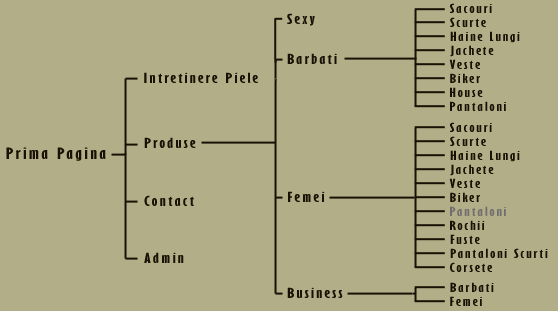 Prima Pagina
Intretinere Piele
Produse
Contact
Admin
Sexy
Barbati
Femei
Business
Sacouri
Scurte
Haine Lungi
Jachete
Veste
Biker
House
Pantaloni
Sacouri
Scurte
Haine Lungi
Jachete
Veste
Biker
Pantaloni
Rochii
Fuste
Pantaloni Scurti
Corsete
Barbati
Femei